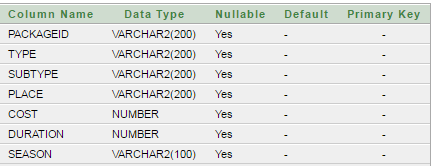 Column Name Data Type Nullable Default Primary Key
PACKAGEID VARCHAR2(200) Yes - -
TYPE VARCHAR2(200) Yes - -
SUBTYPE VARCHAR2(200) Yes - -
PLACE VARCHAR2(200) Yes - -
COST NUMBER Yes - -
DURATION NUMBER Yes - -
SEASON VARCHAR2(100) Yes - -